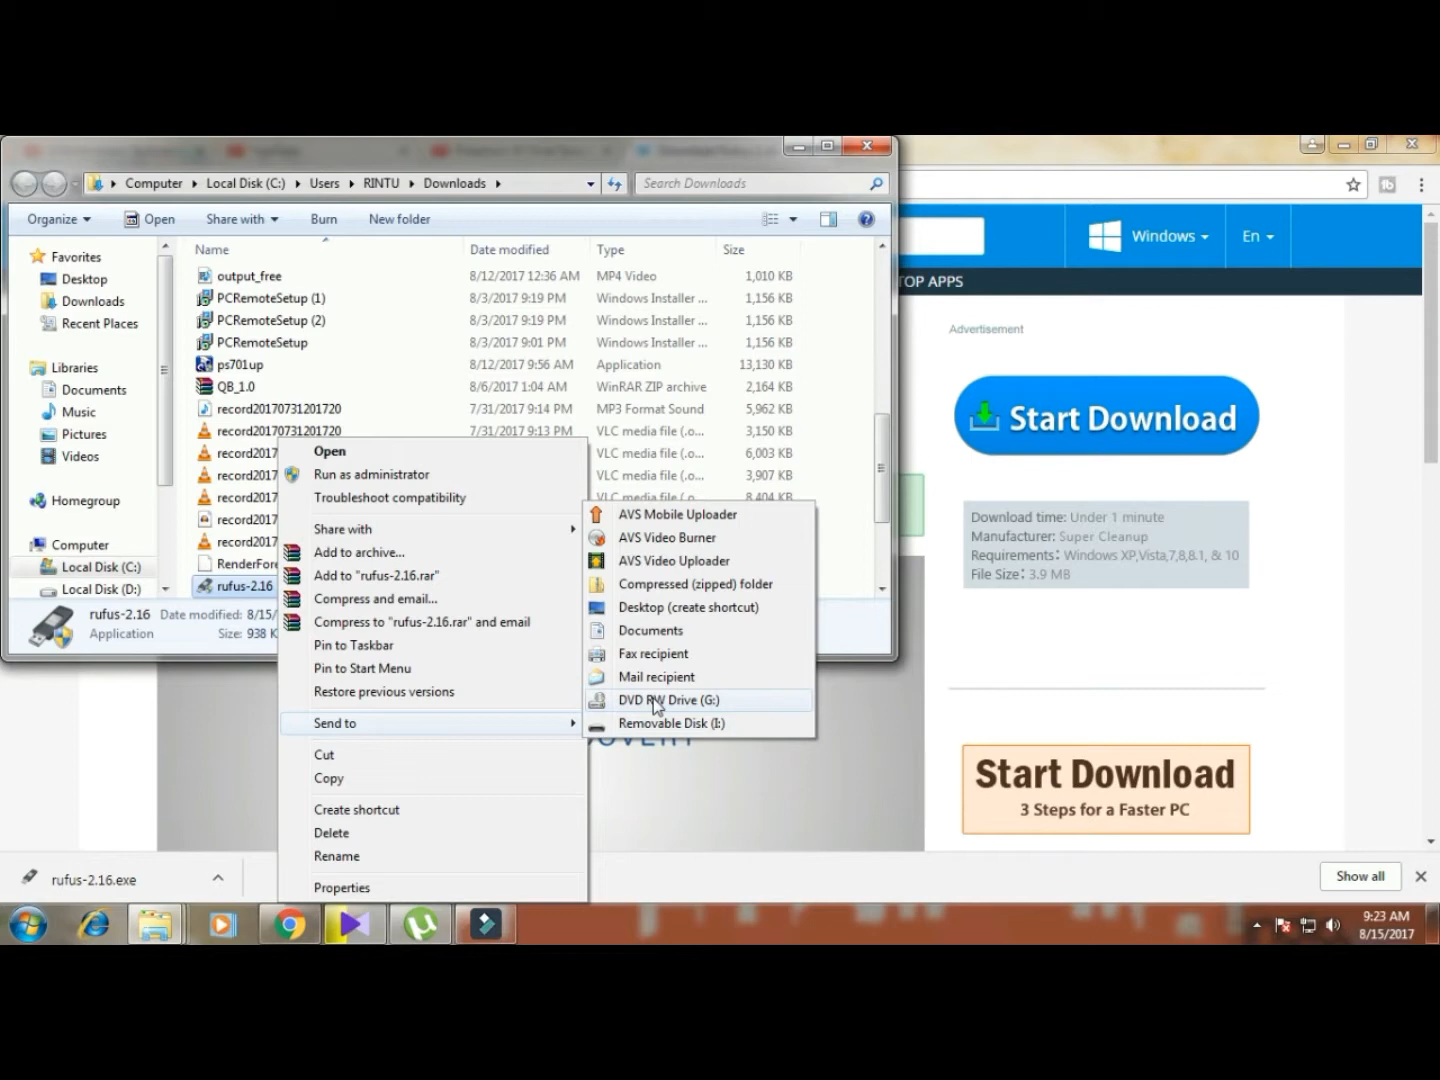 Computer Local Disk (C:) Users RINTU Downloads
Search Downloads
Organize Open Share with Burn New folder
Windows En
Name Date modified Type Size
TOP APPS
Favorites
Desktop
Downloads
Recent Places
Libraries
Documents
Music
Pictures
Videos
Homegroup
Computer
Local Disk (C:)
Local Disk (D:)
output_free 8/12/2017 12:36 AM MP4 Video 1,010 KB
PCRemoteSetup (1) 8/3/2017 9:19 PM Windows Installer ... 1,156 KB
PCRemoteSetup (2) 8/3/2017 9:19 PM Windows Installer ... 1,156 KB
PCRemoteSetup 8/3/2017 9:01 PM Windows Installer ... 1,156 KB
ps701up 8/12/2017 9:56 AM Application 13,130 KB
QB_1.0 8/6/2017 1:04 AM WinRAR ZIP archive 2,164 KB
record20170731201720 7/31/2017 9:14 PM MP3 Format Sound 5,962 KB
record20170731201720 7/31/2017 9:13 PM VLC media file (.o... 3,150 KB
record2017 VLC media file (.o... 6,003 KB
record2017 VLC media file (.o... 3,907 KB
record2017 VLC media file (.o... 8,404 KB
record2017
record2017
RenderFore
rufus-2.16
rufus-2.16 Date modified: 8/15/
Application Size: 938 K
Open
Run as administrator
Troubleshoot compatibility
Share with
Add to archive...
Add to "rufus-2.16.rar"
Compress and email...
Compress to "rufus-2.16.rar" and email
Pin to Taskbar
Pin to Start Menu
Restore previous versions
Send to
Cut
Copy
Create shortcut
Delete
Rename
Properties
AVS Mobile Uploader
AVS Video Burner
AVS Video Uploader
Compressed (zipped) folder
Desktop (create shortcut)
Documents
Fax recipient
Mail recipient
DVD RW Drive (G:)
Removable Disk (I:)
Advertisement
Start Download
Download time: Under 1 minute
Manufacturer: Super Cleanup
Requirements: Windows XP,Vista,7,8,8.1, & 10
File Size: 3.9 MB
Start Download
3 Steps for a Faster PC
rufus-2.16.exe
Show all
9:23 AM
8/15/2017